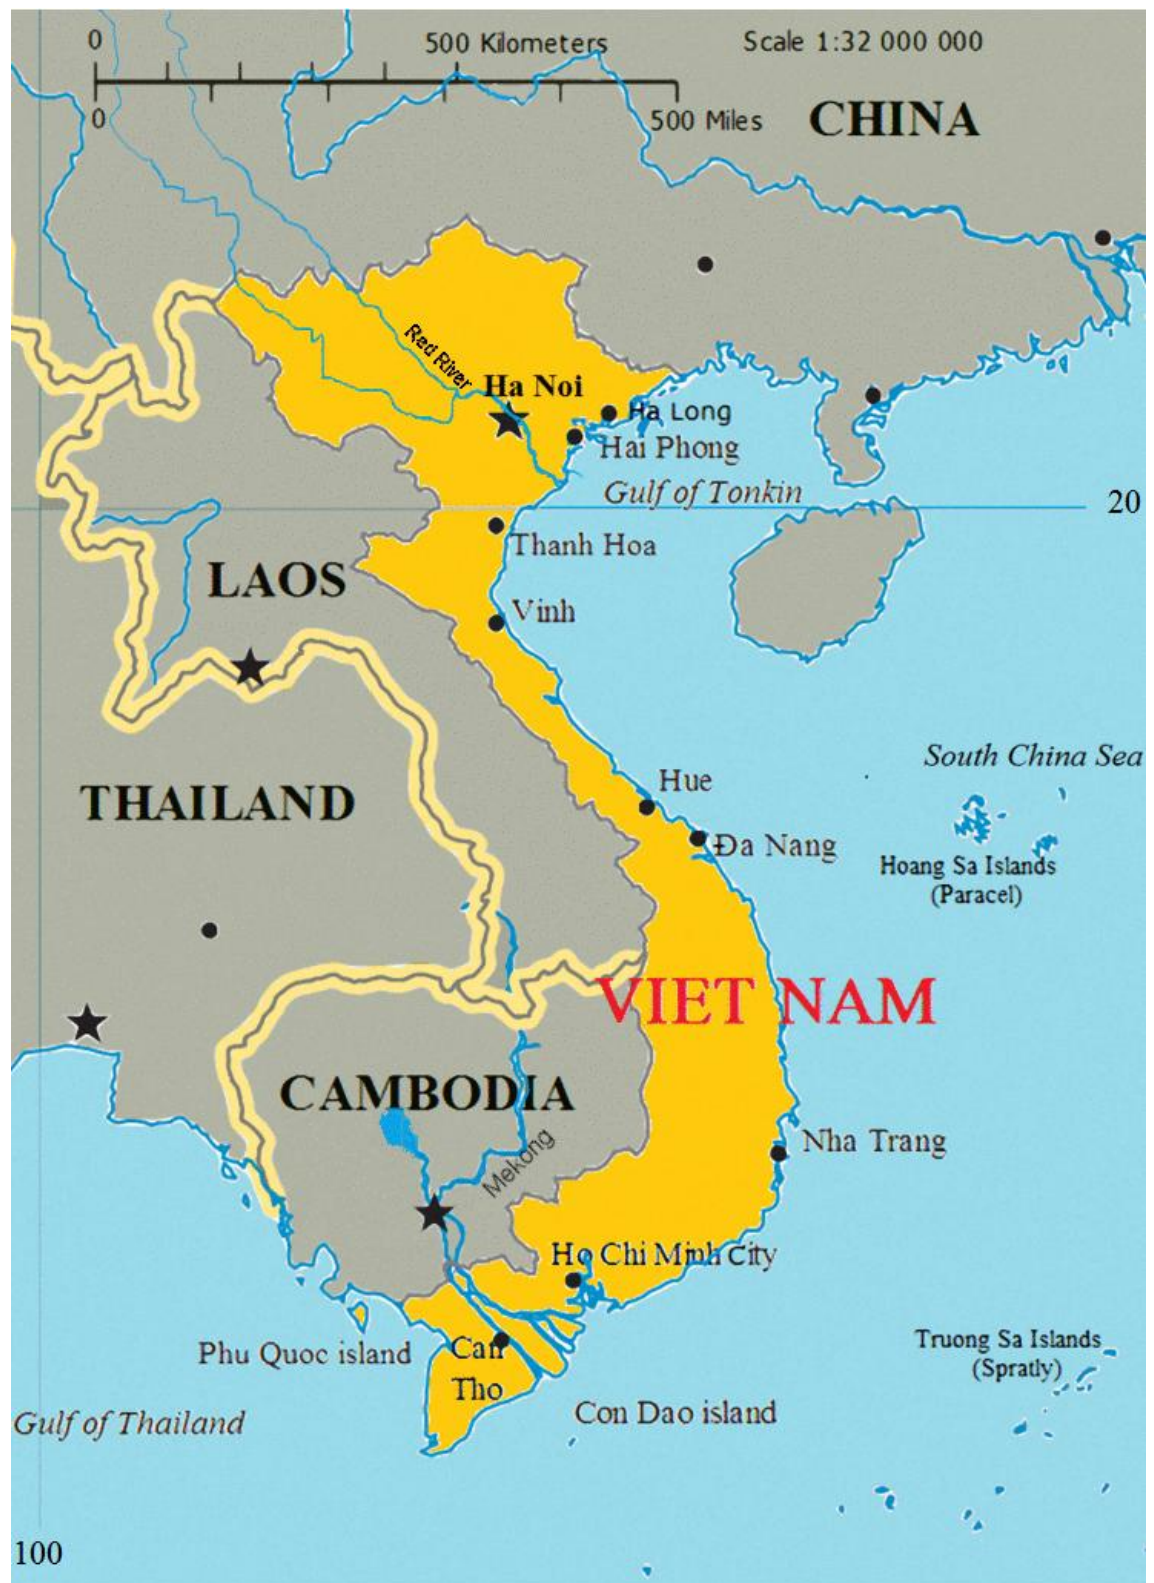 0
500 Kilometers
Scale 1:32 000 000
0
500 Miles
CHINA
Red River
Ha Noi
Ha Long
Hai Phong
Gulf of Tonkin
20
Thanh Hoa
LAOS
Vinh
South China Sea
Hue
THAILAND
Đa Nang
Hoang Sa Islands
(Paracel)
VIET NAM
CAMBODIA
Nha Trang
Mekong
Ho Chi Minh City
Truong Sa Islands
(Spratly)
Phu Quoc island
Can
Tho
Con Dao island
Gulf of Thailand
100